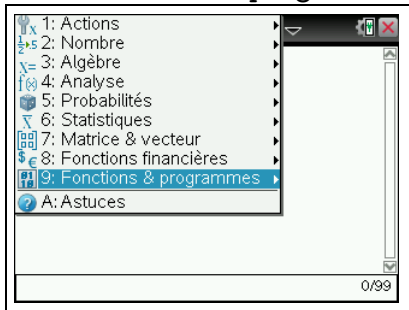 1: Actions
2: Nombre
3: Algèbre
4: Analyse
5: Probabilités
6: Statistiques
7: Matrice & vecteur
8: Fonctions financières
9: Fonctions & programmes
A: Astuces
0/99